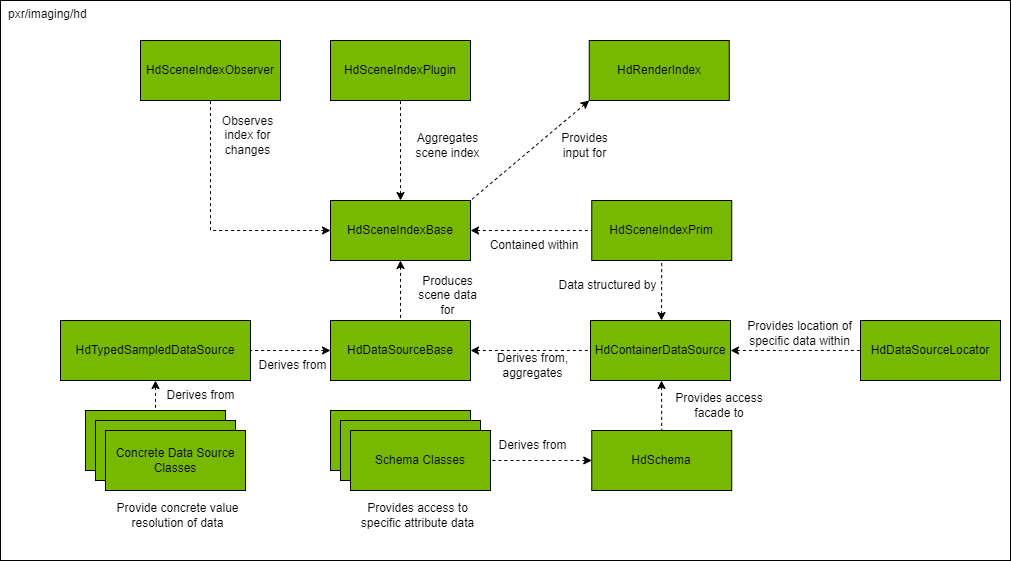 pxr/imaging/hd
HdSceneIndexObserver
HdSceneIndexPlugin
HdRenderIndex
Observes
index for
changes
Aggregates
scene index
Provides
input for
HdSceneIndexBase
HdSceneIndexPrim
Contained within
Produces
scene data
for
Data structured by
HdTypedSampledDataSource
HdDataSourceBase
HdContainerDataSource
Provides location of
specific data within
HdDataSourceLocator
Derives from
Derives from,
aggregates
Derives from
Provides access
facade to
Concrete Data Source
Classes
Schema Classes
Derives from
HdSchema
Provide concrete value
resolution of data
Provides access to
specific attribute data